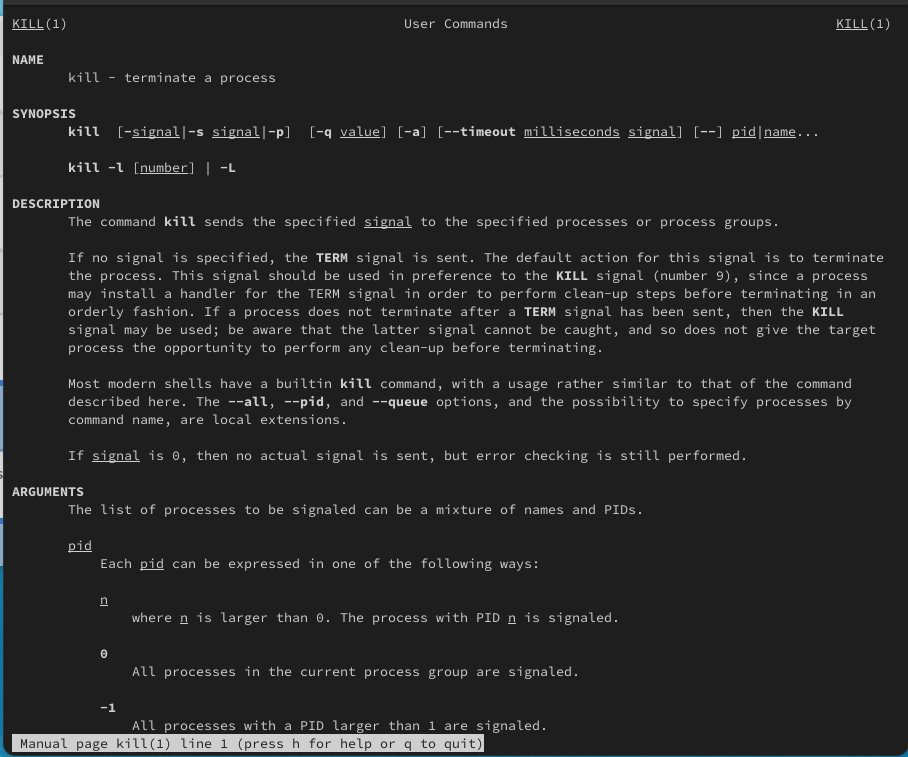 KILL(1) User Commands KILL(1)
NAME
kill - terminate a process
SYNOPSIS
kill [-signal|-s signal|-p] [-q value] [-a] [--timeout milliseconds signal] [--] pid|name...
kill -l [number] | -L
DESCRIPTION
The command kill sends the specified signal to the specified processes or process groups.
If no signal is specified, the TERM signal is sent. The default action for this signal is to terminate
the process. This signal should be used in preference to the KILL signal (number 9), since a process
may install a handler for the TERM signal in order to perform clean-up steps before terminating in an
orderly fashion. If a process does not terminate after a TERM signal has been sent, then the KILL
signal may be used; be aware that the latter signal cannot be caught, and so does not give the target
process the opportunity to perform any clean-up before terminating.
Most modern shells have a builtin kill command, with a usage rather similar to that of the command
described here. The --all, --pid, and --queue options, and the possibility to specify processes by
command name, are local extensions.
If signal is 0, then no actual signal is sent, but error checking is still performed.
ARGUMENTS
The list of processes to be signaled can be a mixture of names and PIDs.
pid
Each pid can be expressed in one of the following ways:
n
where n is larger than 0. The process with PID n is signaled.
0
All processes in the current process group are signaled.
-1
All processes with a PID larger than 1 are signaled.
Manual page kill(1) line 1 (press h for help or q to quit)